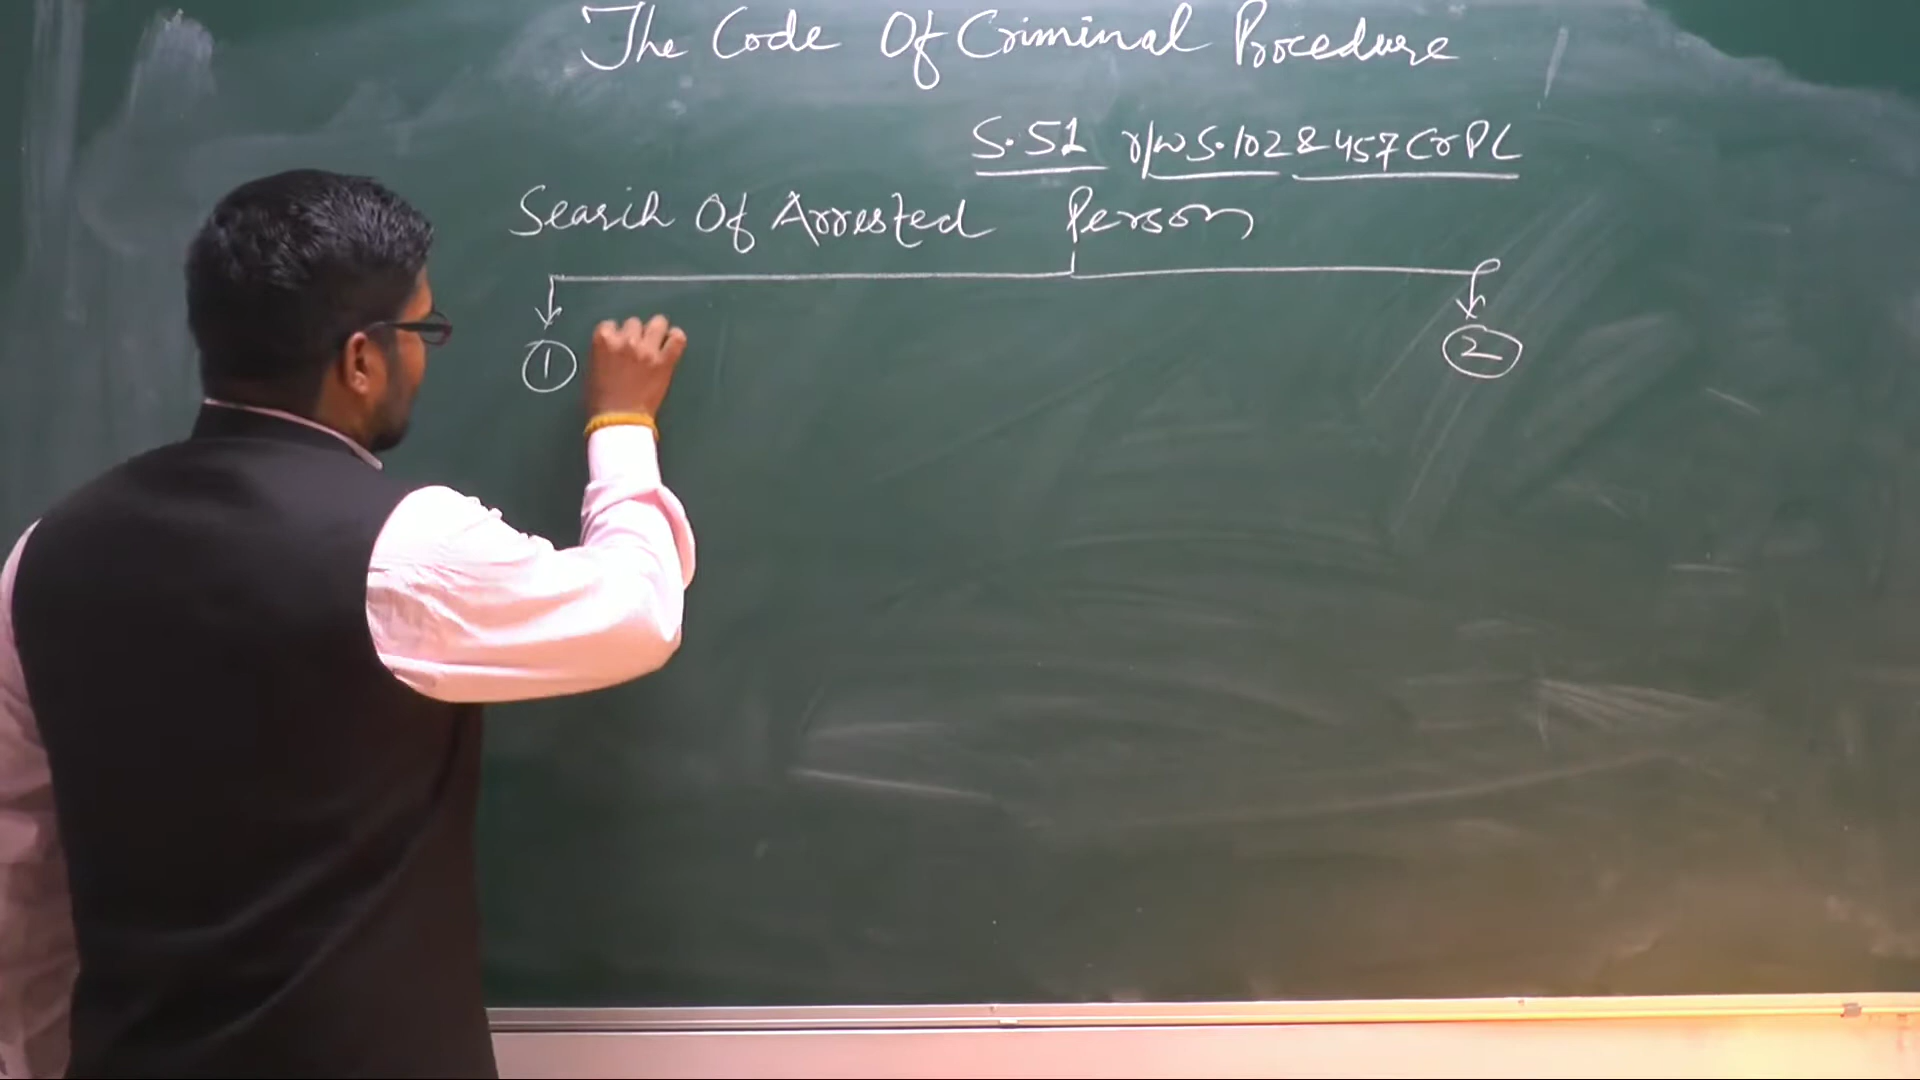 The Code Of Criminal Procedure
S.51 r/w S.102 & 457 CrPC
Search Of Arrested Person
1
2